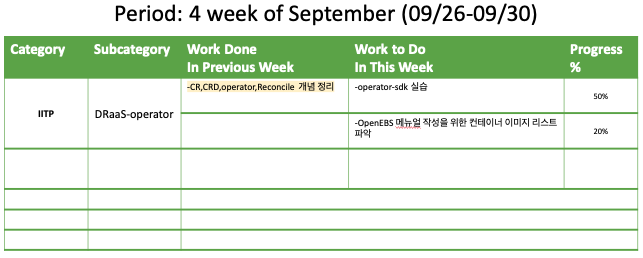 Period: 4 week of September (09/26-09/30)
Category Subcategory Work Done Work to Do Progress
In Previous Week In This Week %
-CR,CRD,operator,Reconcile 개념 정리 -operator-sdk 실습 50%
IITP DRaaS-operator
-OpenEBS 메뉴얼 작성을 위한 컨테이너 이미지 리스트 20%
파악